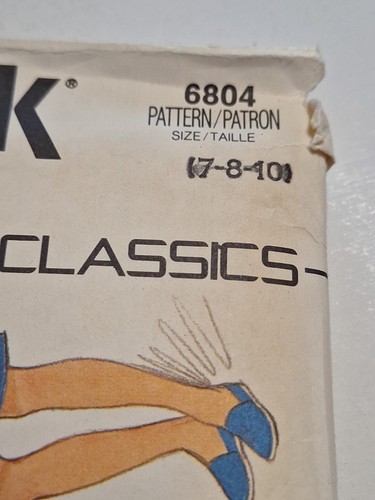 k®
6804
PATTERN/PATRON
SIZE/TAILLE
(7-8-10)
CLASSICS